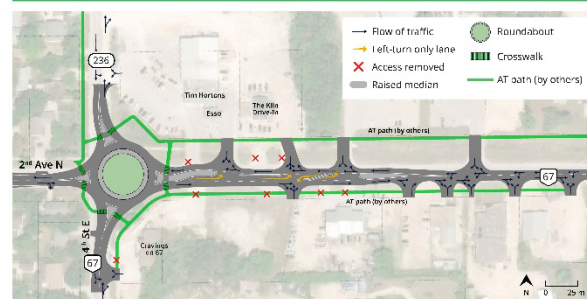 236
Tim Hortons
Esso
The Kiln
Drive-In
Flow of traffic
Left-turn only lane
Access removed
Raised median
Roundabout
Crosswalk
AT path (by others)
AT path (by others)
2nd Ave N
67
AT path (by others)
4th St E
67
Cravings
on 67
N
0 25 m